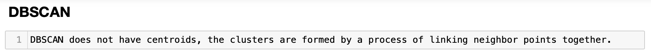 DBSCAN
1 DBSCAN does not have centroids, the clusters are formed by a process of linking neighbor points together.